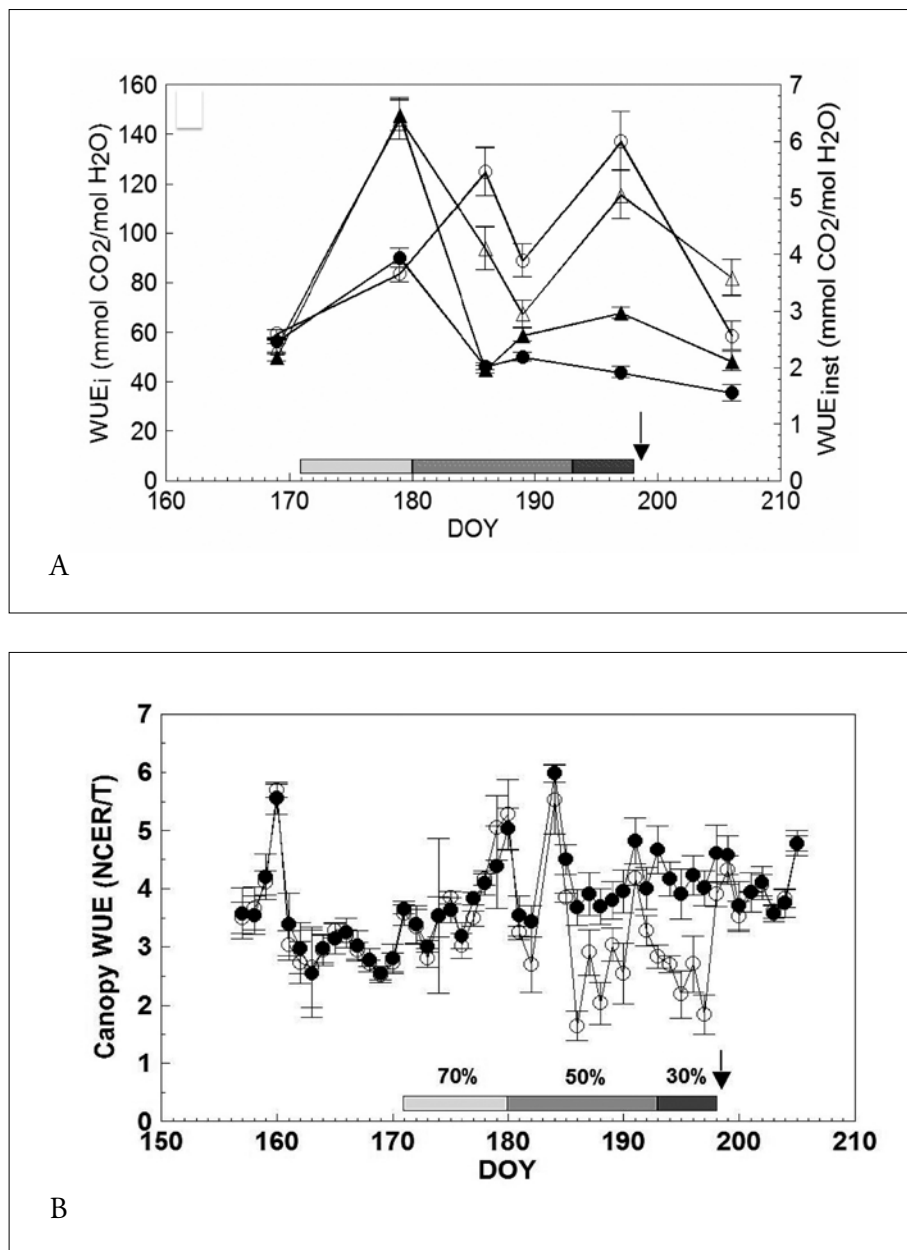 160
140
120
100
80
60
40
20
0
WUEi (mmol CO2/mol H2O)
7
6
5
4
3
2
1
0
WUEinst (mmol CO2/mol H2O)
160 170 180 190 200 210
DOY
A
7
6
5
4
3
2
1
0
Canopy WUE (NCER/T)
70% 50% 30%
150 160 170 180 190 200 210
DOY
B